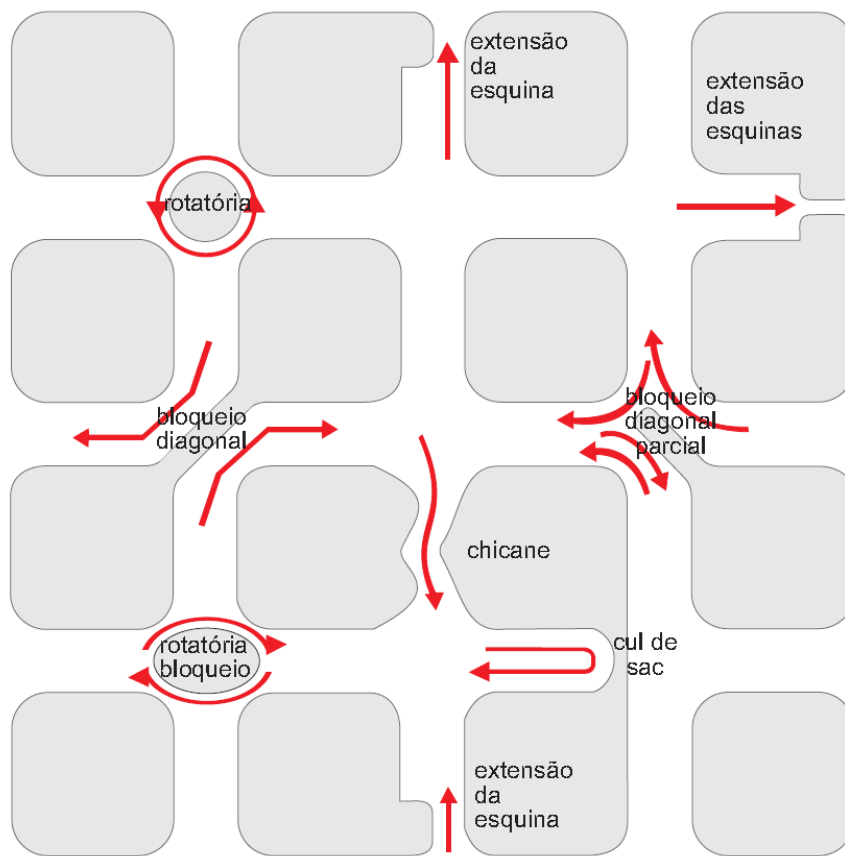 extensão
da
esquina
extensão
das
esquinas
rotatória
bloqueio
diagonal
bloqueio
diagonal
parcial
chicane
rotatória
bloqueio
cul de
sac
extensão
da
esquina